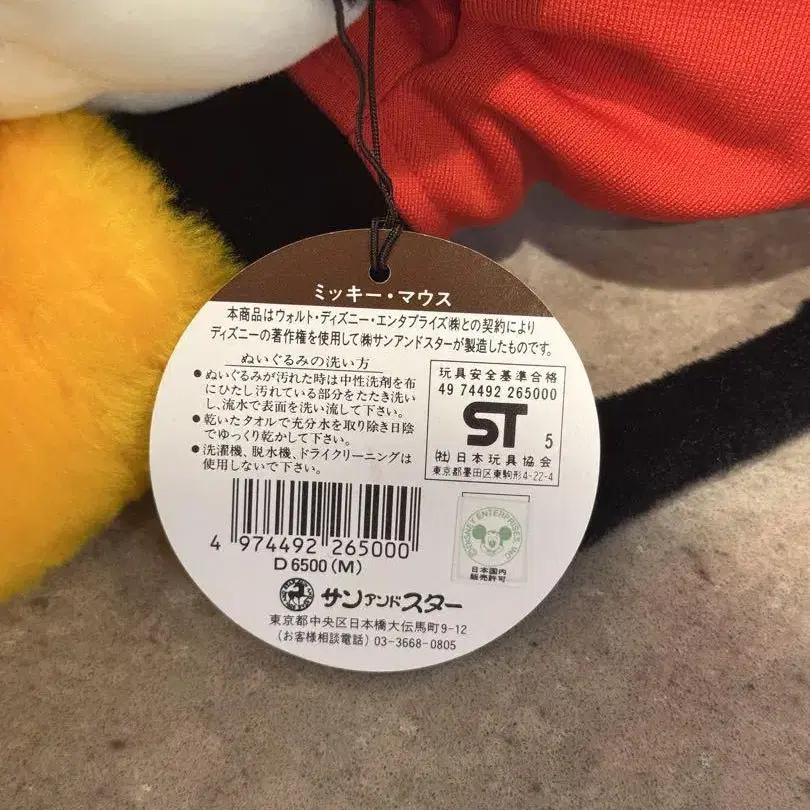 ミッキー・マウス
本商品はウォルト・ディズニー・エンタプライズ㈱との契約により
ディズニーの著作権を使用して㈱サンアンドスターが製造したものです。
ぬいぐるみの洗い方
●ぬいぐるみが汚れた時は中性洗剤を布
にひたし汚れている部分をたたき洗い
し、流水で表面を洗い流して下さい。
●乾いたタオルで充分水を取り除き日陰
でゆっくり乾かして下さい。
●洗濯機、脱水機、ドライクリーニングは
使用しないで下さい。
玩具安全基準合格
49 74492 265000
ST 5
(社)日本玩具協会
東京都墨田区東駒形4-22-4
4 974492 265000
D6500(M)
©DISNEY ENTERPRISES, INC
日本国内
販売許可
サンアンドスター
東京都中央区日本橋大伝馬町9-12
(お客様相談電話) 03-3668-0805